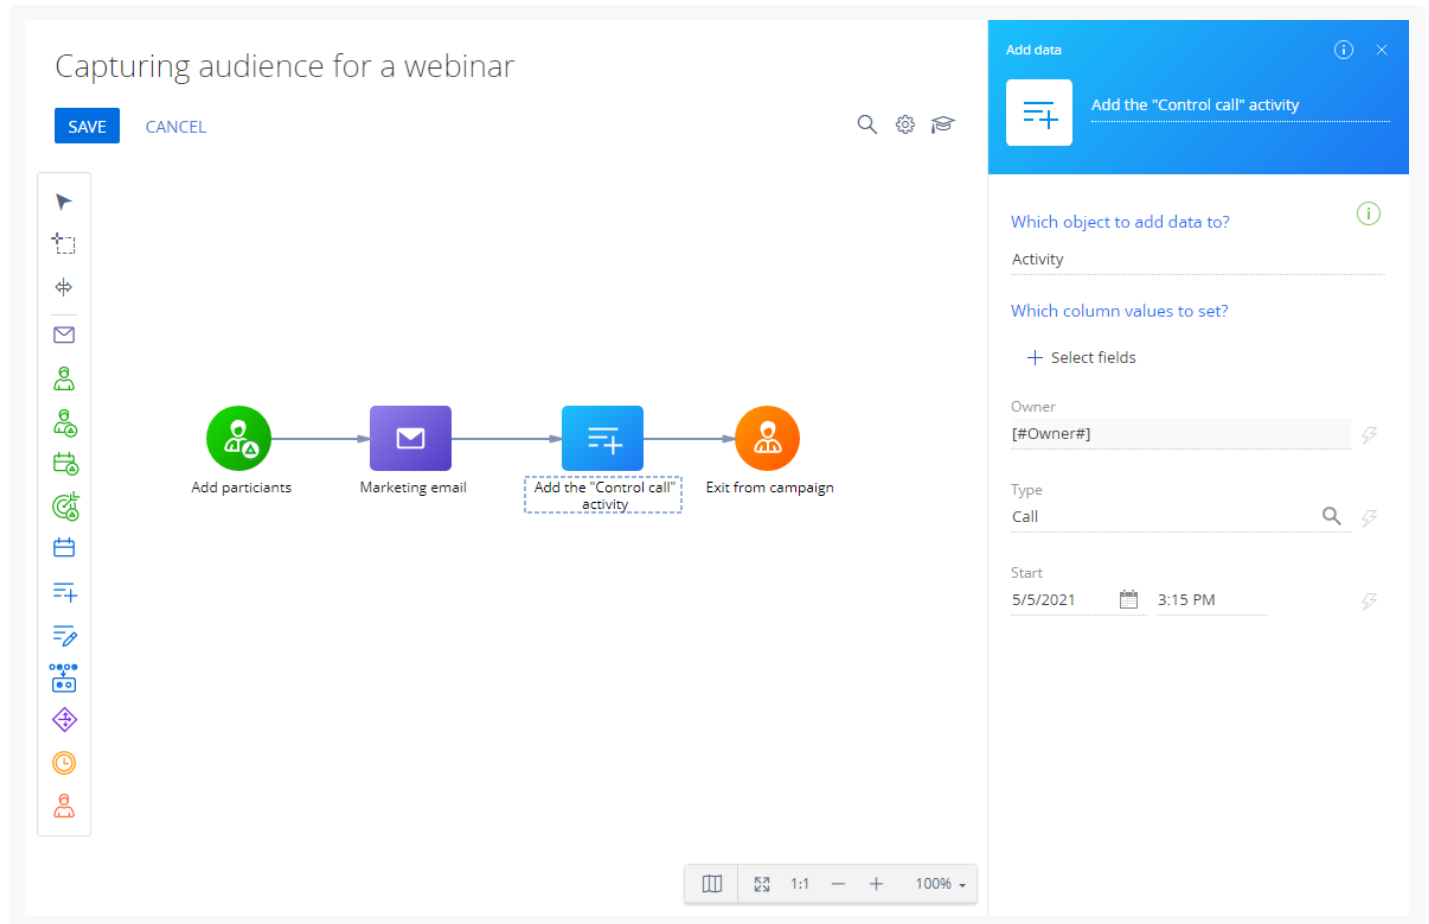 Capturing audience for a webinar
SAVE CANCEL
Add particiants
Marketing email
Add the "Control call"
activity
Exit from campaign
1:1 − + 100%
Add data
Add the "Control call" activity
Which object to add data to?
Activity
Which column values to set?
+ Select fields
Owner
[#Owner#]
Type
Call
Start
5/5/2021 3:15 PM